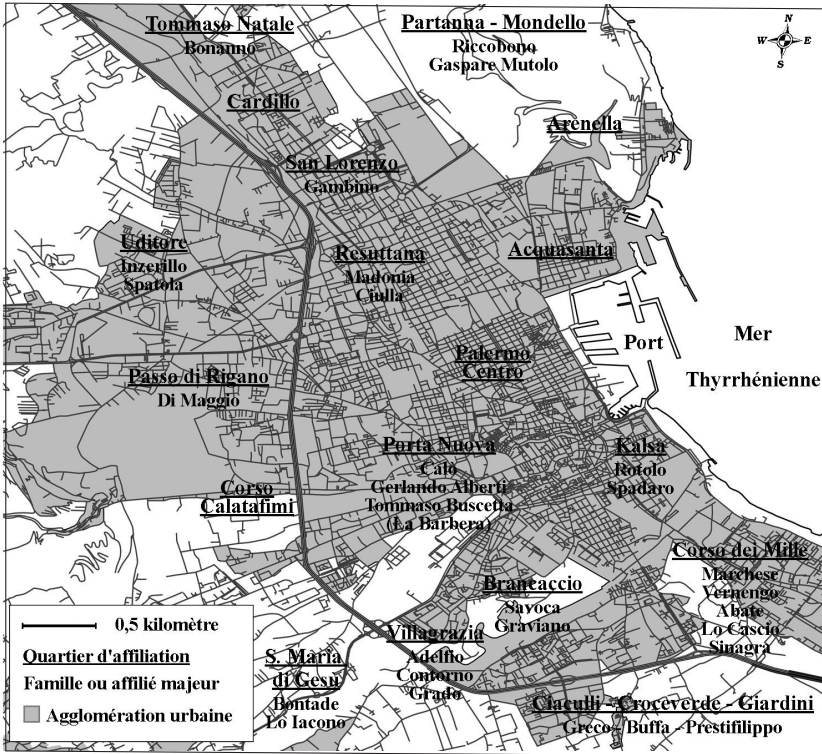 Tommaso Natale
Bonanno
Partanna - Mondello
Riccobono
Gaspare Mutolo
N
W
E
S
Cardillo
Arenella
San Lorenzo
Gambino
Uditore
Inzerillo
Spatola
Resuttana
Madonia
Ciulla
Acquasanta
Port
Mer
Thyrrhénienne
Palermo
Centro
Passo di Rigano
Di Maggio
Porta Nuova
Calò
Gerlando Alberti
Tommaso Buscetta
(La Barbera)
Kalsa
Rotolo
Spadaro
Corso
Calatafimi
Corso dei Mille
Marchese
Vernengo
Abate
Lo Cascio
Sinagra
Brancaccio
Savoca
Graviano
Villagrazia
Adelfio
Contorno
Grado
S. Maria
di Gesù
Bontade
Lo Iacono
Ciaculli - Croceverde - Giardini
Greco - Buffa - Prestifilippo
0,5 kilomètre
Quartier d'affiliation
Famille ou affilié majeur
Agglomération urbaine